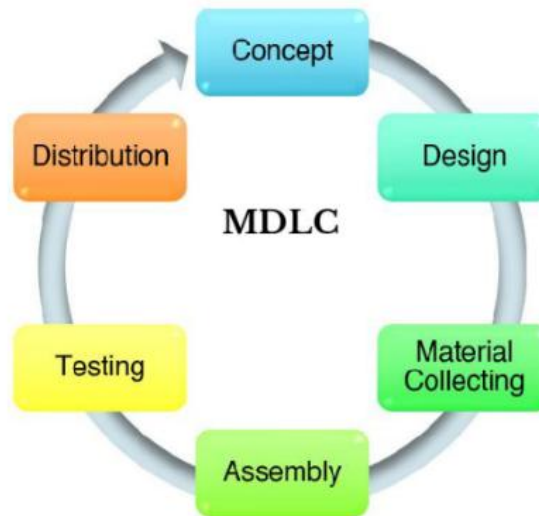 Concept
Design
Material
Collecting
Assembly
Testing
Distribution
MDLC